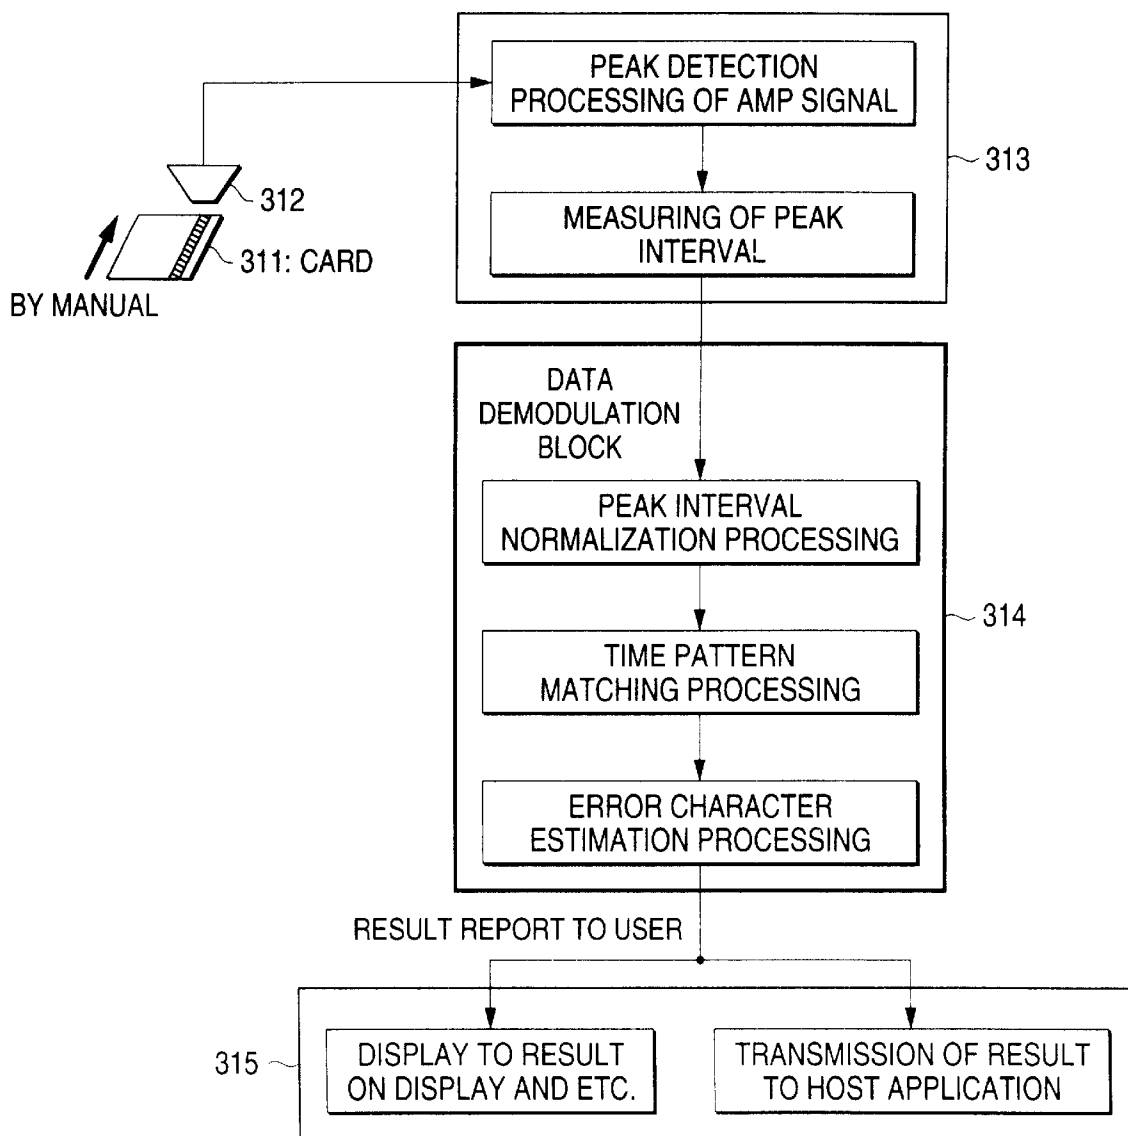 PEAK DETECTION
PROCESSING OF AMP SIGNAL
313
312
MEASURING OF PEAK
INTERVAL
311: CARD
BY MANUAL
DATA
DEMODULATION
BLOCK
PEAK INTERVAL
NORMALIZATION PROCESSING
314
TIME PATTERN
MATCHING PROCESSING
ERROR CHARACTER
ESTIMATION PROCESSING
RESULT REPORT TO USER
315
DISPLAY TO RESULT
ON DISPLAY AND ETC.
TRANSMISSION OF RESULT
TO HOST APPLICATION